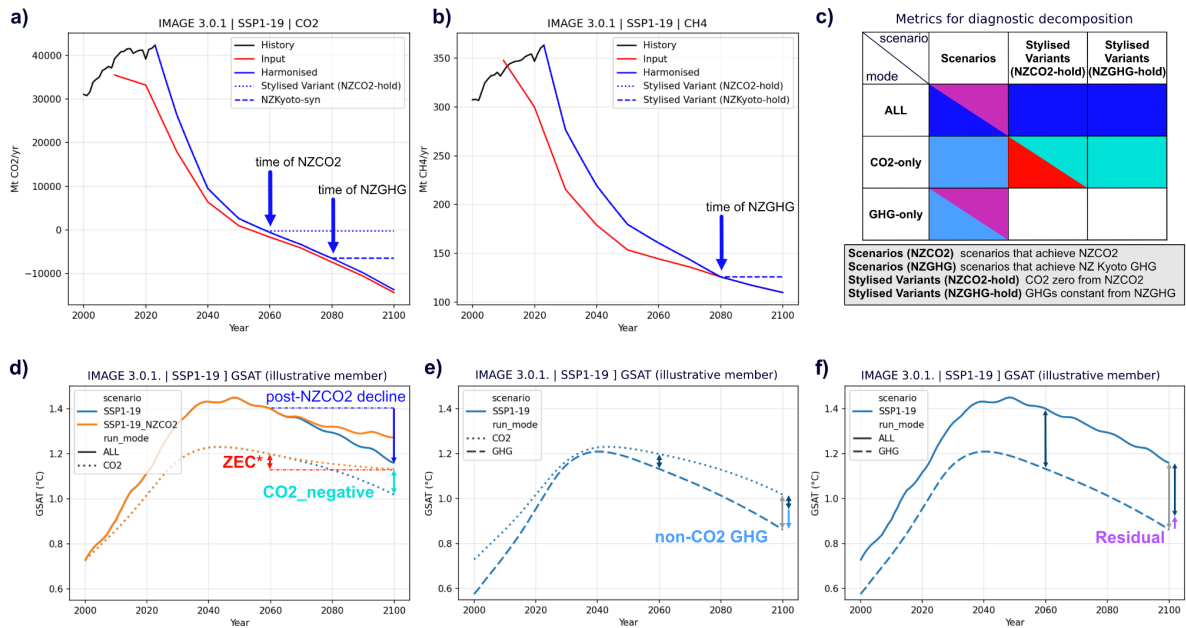 a)
IMAGE 3.0.1 | SSP1-19 | CO2
History
Input
Harmonised
Stylised Variant (NZCO2-hold)
NZKyoto-syn
time of NZCO2
time of NZGHG
Mt CO2/yr
40000
30000
20000
10000
0
−10000
2000
2020
2040
2060
2080
2100
Year
b)
IMAGE 3.0.1 | SSP1-19 | CH4
History
Input
Harmonised
Stylised Variant (NZCO2-hold)
Stylised Variant (NZKyoto-hold)
time of NZGHG
Mt CH4/yr
350
300
250
200
150
100
2000
2020
2040
2060
2080
2100
Year
c)
Metrics for diagnostic decomposition
scenario
mode
Scenarios
Stylised
Variants
(NZCO2-hold)
Stylised
Variants
(NZGHG-hold)
ALL
CO2-only
GHG-only
Scenarios (NZCO2) scenarios that achieve NZCO2
Scenarios (NZGHG) scenarios that achieve NZ Kyoto GHG
Stylised Variants (NZCO2-hold) CO2 zero from NZCO2
Stylised Variants (NZGHG-hold) GHGs constant from NZGHG
d)
IMAGE 3.0.1. | SSP1-19 ] GSAT (illustrative member)
scenario
SSP1-19
SSP1-19_NZCO2
run_mode
ALL
CO2
post-NZCO2 decline
ZEC*
CO2_negative
GSAT (°C)
1.4
1.2
1.0
0.8
0.6
2000
2020
2040
2060
2080
2100
Year
e)
IMAGE 3.0.1. | SSP1-19 ] GSAT (illustrative member)
scenario
SSP1-19
run_mode
CO2
GHG
non-CO2 GHG
GSAT (°C)
1.4
1.2
1.0
0.8
0.6
2000
2020
2040
2060
2080
2100
Year
f)
IMAGE 3.0.1. | SSP1-19 ] GSAT (illustrative member)
scenario
SSP1-19
run_mode
ALL
GHG
Residual
GSAT (°C)
1.4
1.2
1.0
0.8
0.6
2000
2020
2040
2060
2080
2100
Year